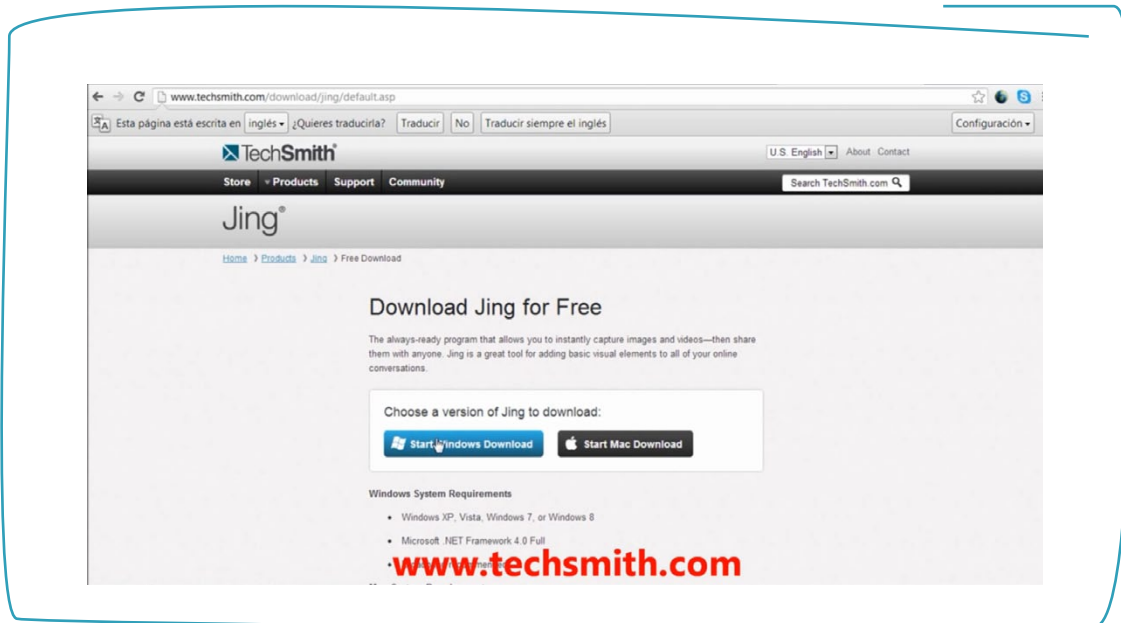 www.techsmith.com/download/jing/default.asp
Esta página está escrita en inglés ¿Quieres traducirla? Traducir No Traducir siempre el inglés Configuración
TechSmith®
U.S. English About Contact
Store Products Support Community
Search TechSmith.com
Jing®
Home > Products > Jing > Free Download
Download Jing for Free
The always-ready program that allows you to instantly capture images and videos—then share
them with anyone. Jing is a great tool for adding basic visual elements to all of your online
conversations.
Choose a version of Jing to download:
Start Windows Download Start Mac Download
Windows System Requirements
• Windows XP, Vista, Windows 7, or Windows 8
• Microsoft .NET Framework 4.0 Full
www.techsmith.com